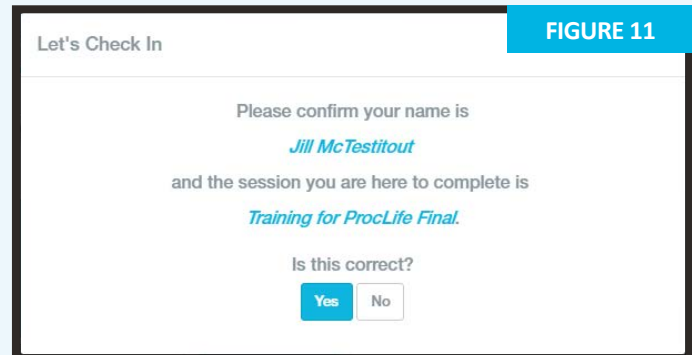 Let's Check In
FIGURE 11
Please confirm your name is
Jill McTestitout
and the session you are here to complete is
Training for ProcLife Final.
Is this correct?
Yes No